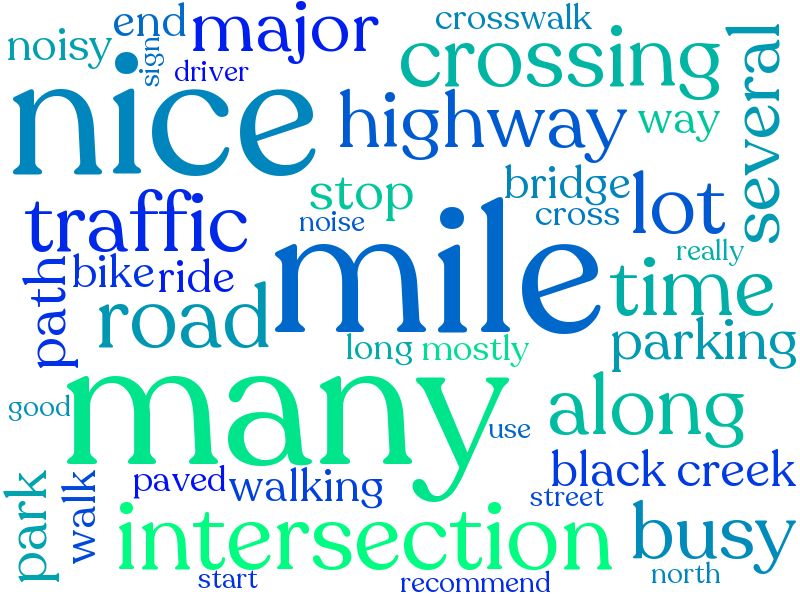 noisy
end
sign
major
driver
nice
crosswalk
crossing
highway
way
several
traffic
stop
noise
bridge
cross
lot
really
path
bike
ride
road
mile
time
long
mostly
parking
good
many
use
along
black creek
park
walk
paved
walking
street
intersection
busy
start
recommend
north